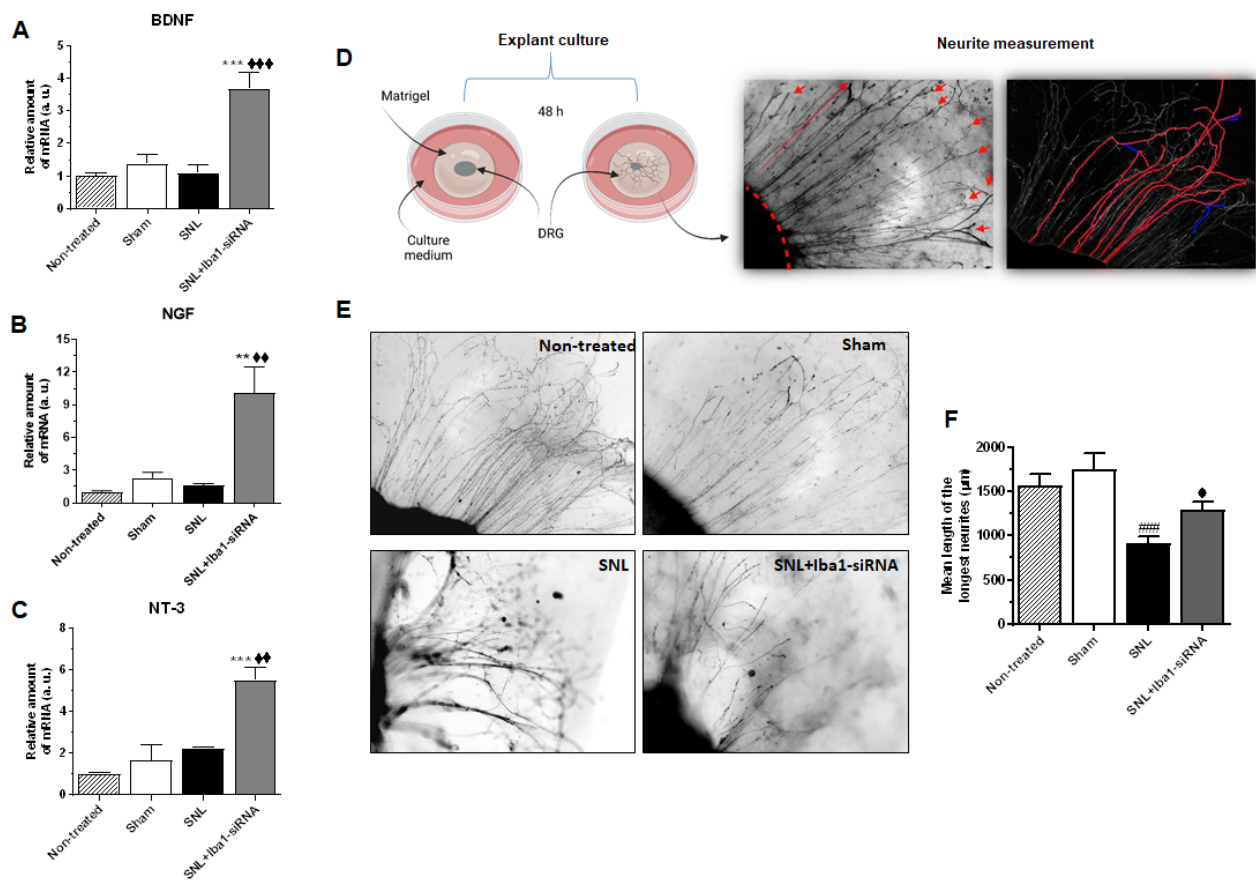 A
BDNF
Relative amount
of mRNA (a. u.)
5
4
3
2
1
0
*** ♦♦♦
Non-treated
Sham
SNL
SNL+Iba1-siRNA
B
NGF
Relative amount
of mRNA (a. u.)
15
12
9
6
3
0
** ♦♦
Non-treated
Sham
SNL
SNL+Iba1-siRNA
C
NT-3
Relative amount
of mRNA (a. u.)
8
6
4
2
0
*** ♦♦
Non-treated
Sham
SNL
SNL+Iba1-siRNA
D
Explant culture
Neurite measurement
Matrigel
48 h
Culture
medium
DRG
E
Non-treated
Sham
SNL
SNL+Iba1-siRNA
F
Mean length of the
longest neurites (µm)
2000
1500
1000
500
0
###
♦
Non-treated
Sham
SNL
SNL+Iba1-siRNA